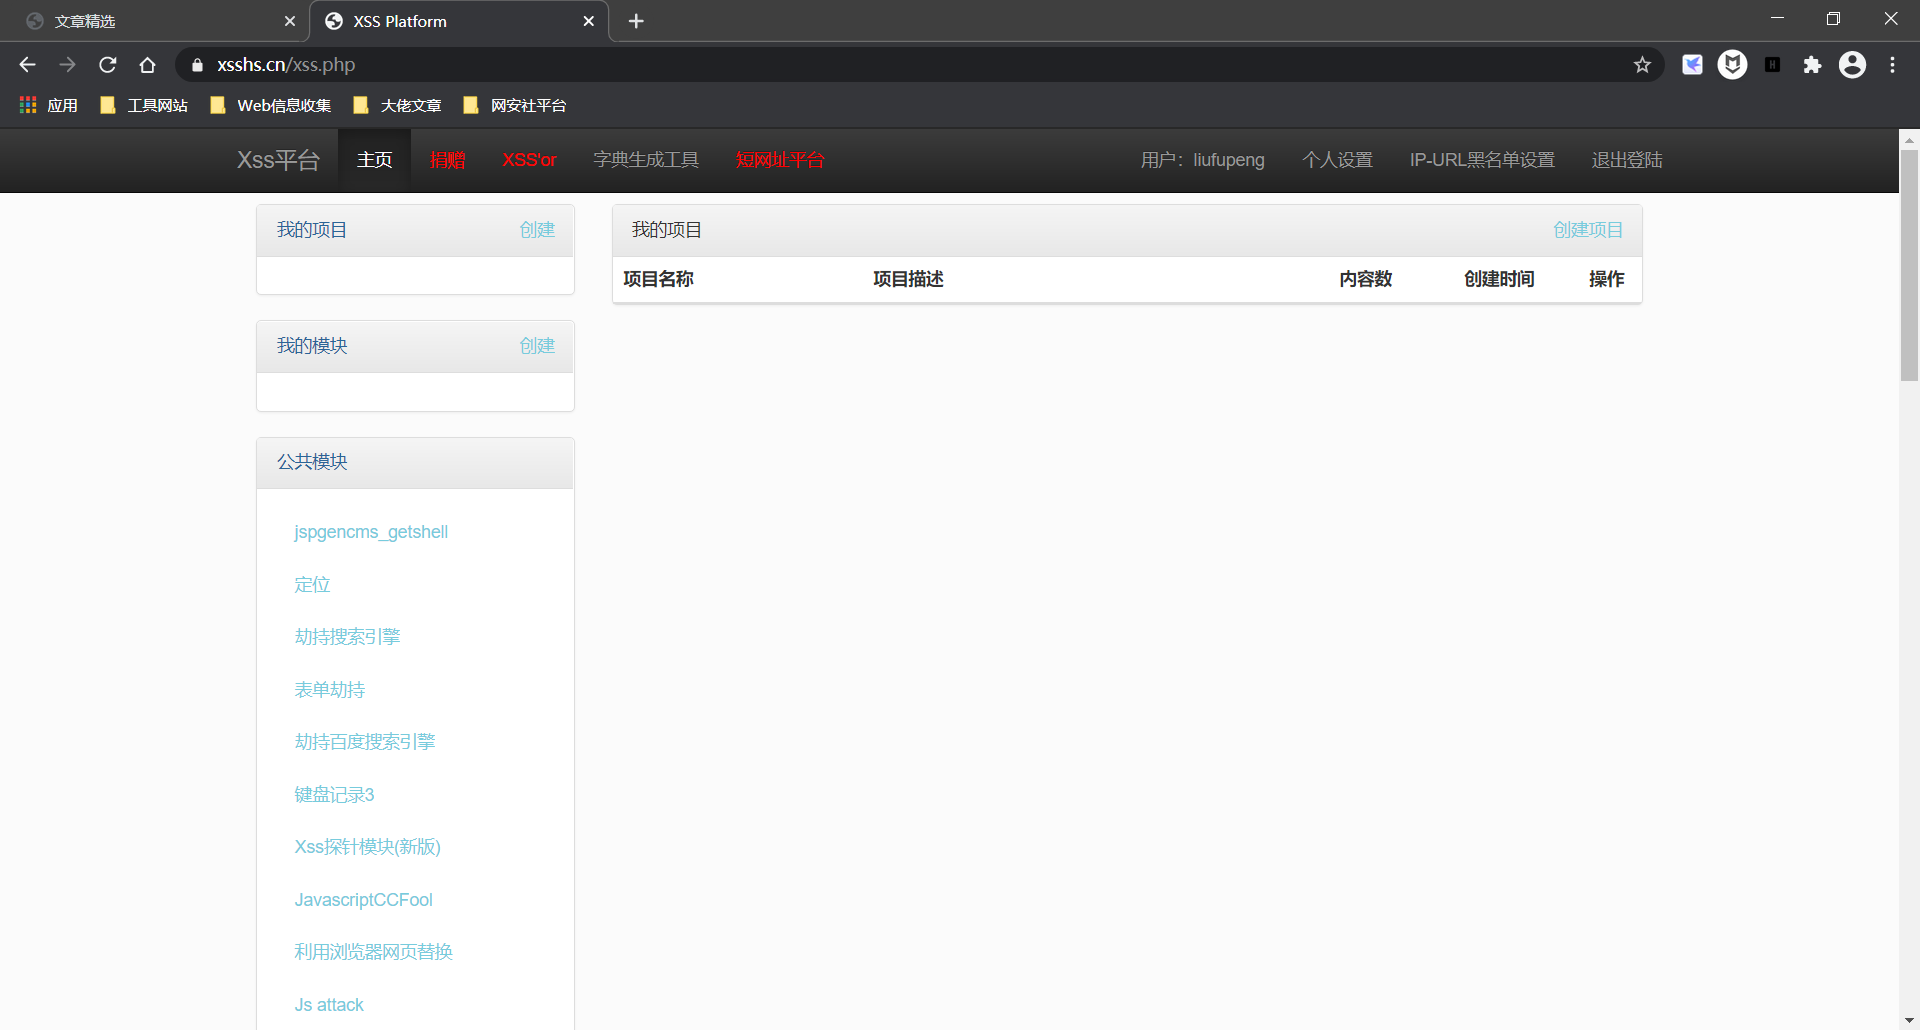 文章精选
XSS Platform
xsshs.cn/xss.php
应用 工具网站 Web信息收集 大佬文章 网安社平台
Xss平台 主页 捐赠 XSS'or 字典生成工具 短网址平台 用户：liufupeng 个人设置 IP-URL黑名单设置 退出登陆
我的项目 创建
我的项目 创建项目
项目名称 项目描述 内容数 创建时间 操作
我的模块 创建
公共模块
jspgencms_getshell
定位
劫持搜索引擎
表单劫持
劫持百度搜索引擎
键盘记录3
Xss探针模块(新版)
JavascriptCCFool
利用浏览器网页替换
Js attack